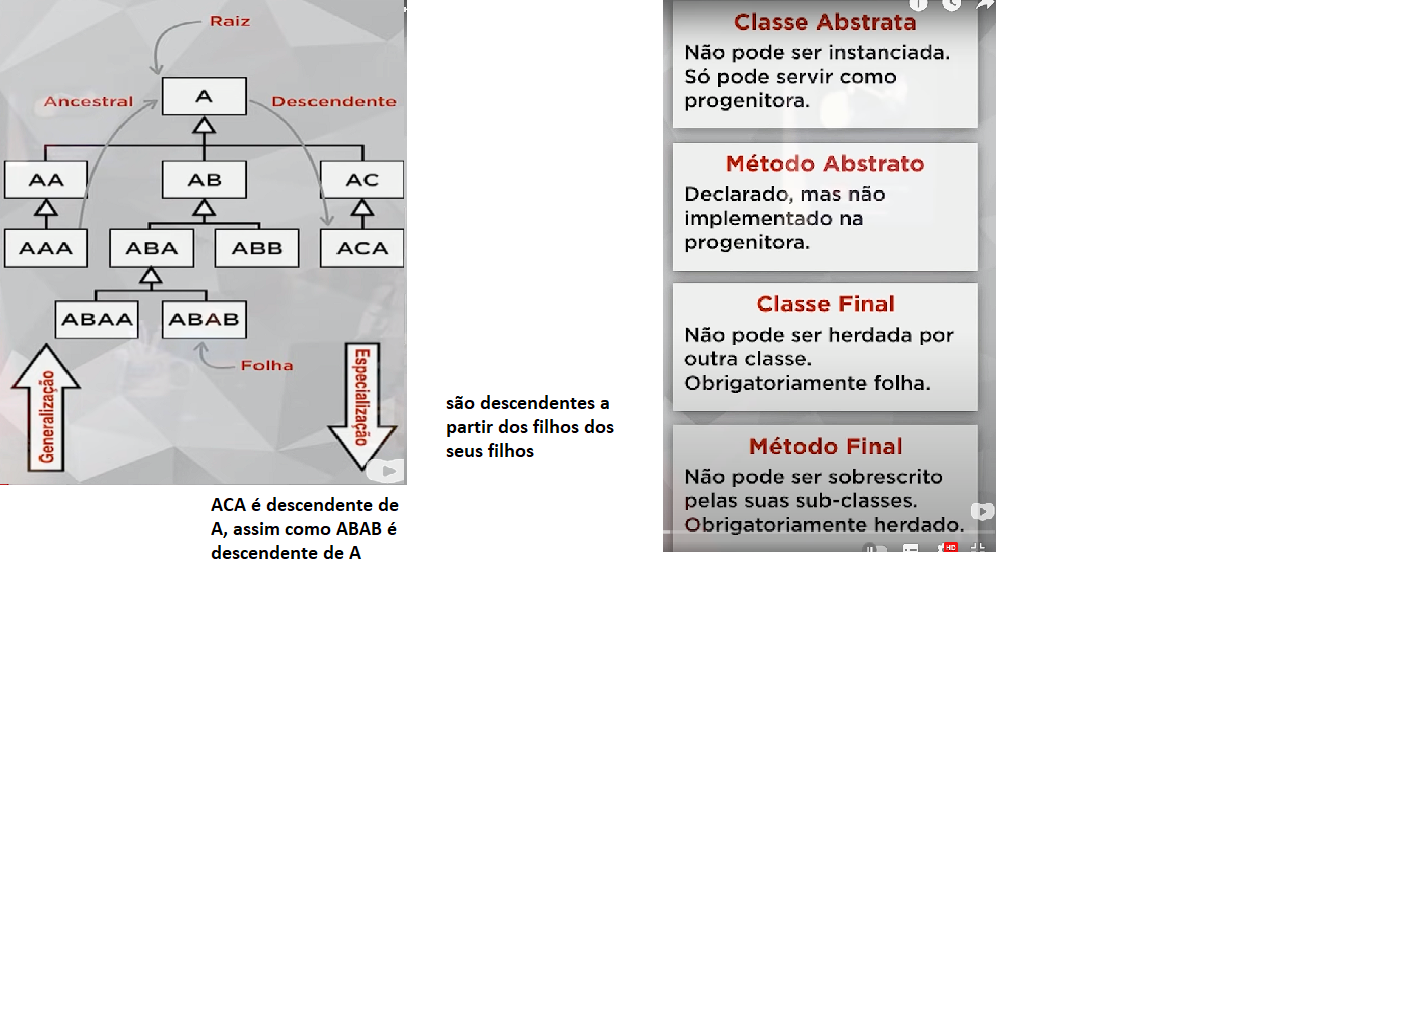 Raiz
Ancestral
A
Descendente
AA
AB
AC
AAA
ABA
ABB
ACA
ABAA
ABAB
Folha
Generalização
Especialização
ACA é descendente de
A, assim como ABAB é
descendente de A
são descendentes a
partir dos filhos dos
seus filhos
Classe Abstrata
Não pode ser instanciada.
Só pode servir como
progenitora.
Método Abstrato
Declarado, mas não
implementado na
progenitora.
Classe Final
Não pode ser herdada por
outra classe.
Obrigatoriamente folha.
Método Final
Não pode ser sobrescrito
pelas suas sub-classes.
Obrigatoriamente herdado.
HD